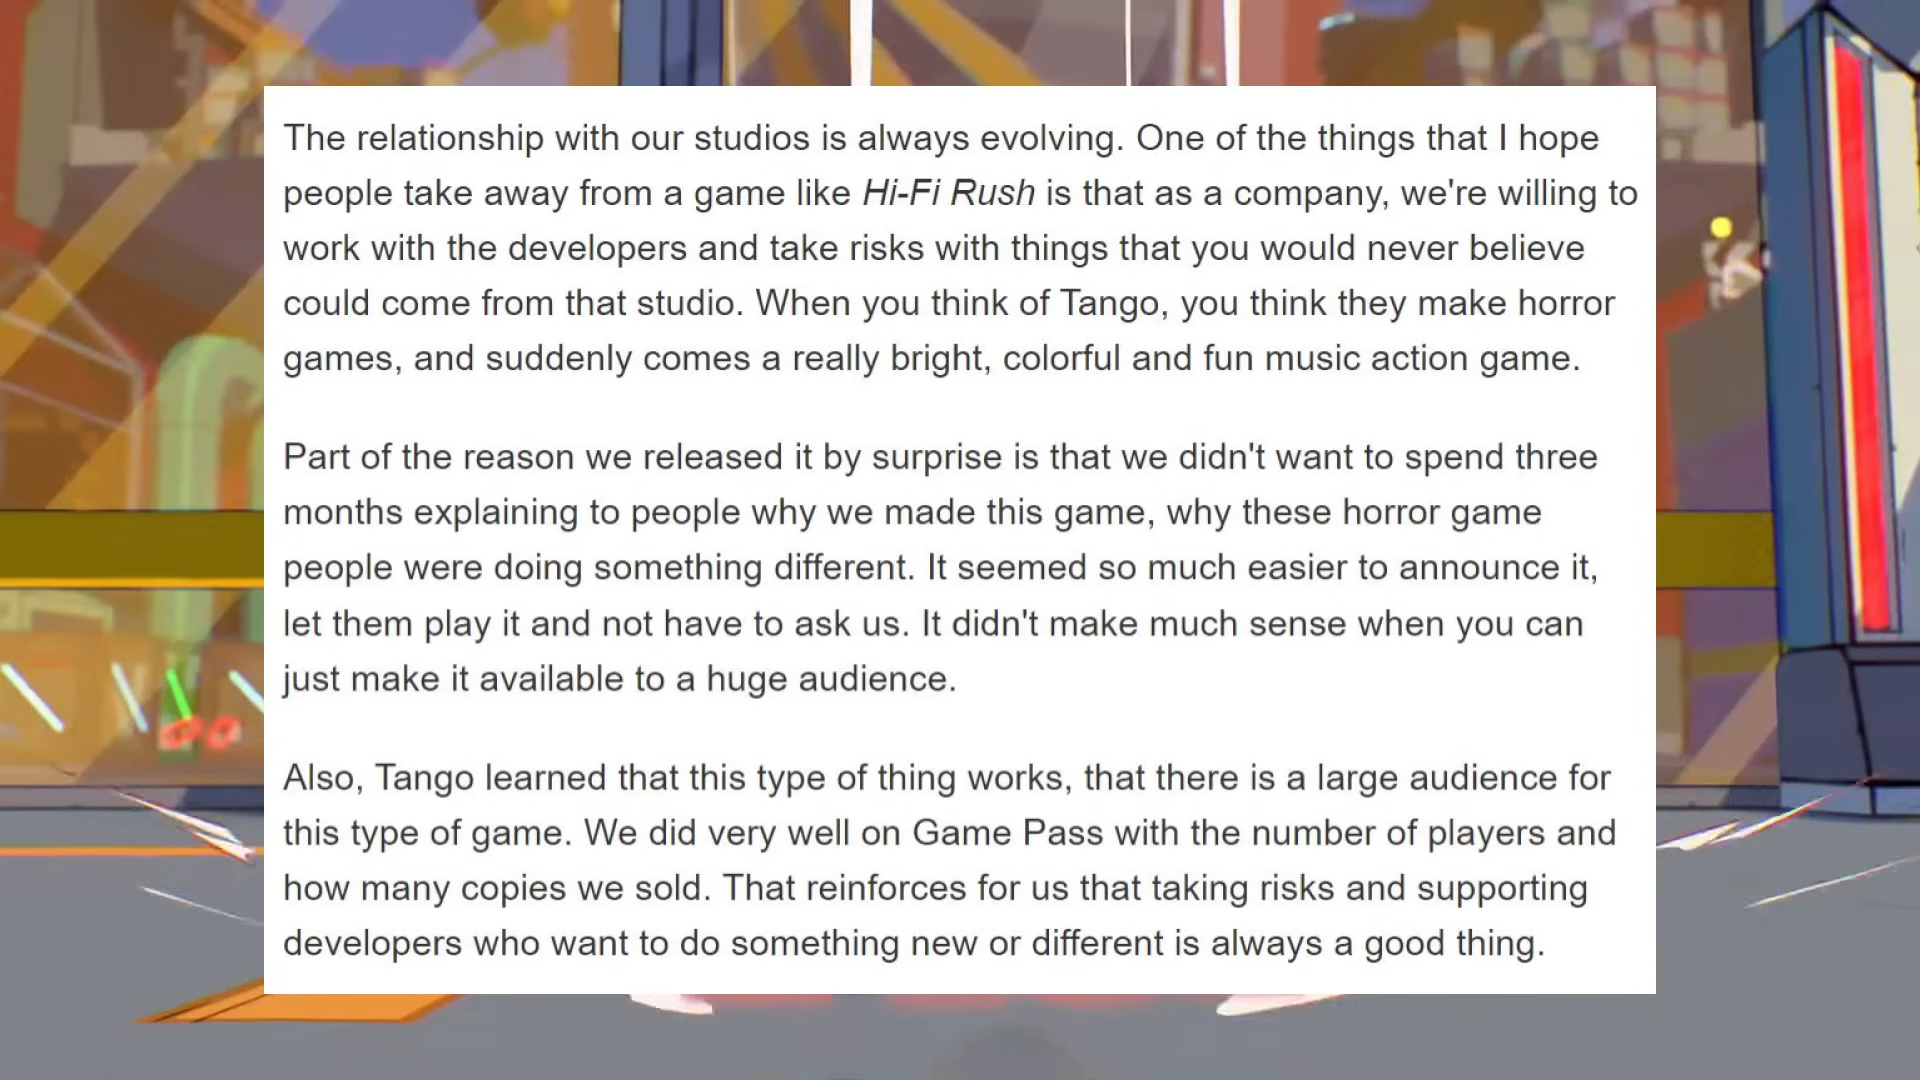 The relationship with our studios is always evolving. One of the things that I hope
people take away from a game like Hi-Fi Rush is that as a company, we're willing to
work with the developers and take risks with things that you would never believe
could come from that studio. When you think of Tango, you think they make horror
games, and suddenly comes a really bright, colorful and fun music action game.
Part of the reason we released it by surprise is that we didn't want to spend three
months explaining to people why we made this game, why these horror game
people were doing something different. It seemed so much easier to announce it,
let them play it and not have to ask us. It didn't make much sense when you can
just make it available to a huge audience.
Also, Tango learned that this type of thing works, that there is a large audience for
this type of game. We did very well on Game Pass with the number of players and
how many copies we sold. That reinforces for us that taking risks and supporting
developers who want to do something new or different is always a good thing.